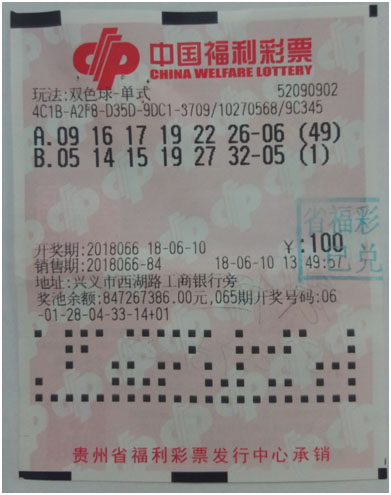 中国福利彩票
CHINA WELFARE LOTTERY
玩法:双色球-单式 52090902
4C1B-A2F8-D35D-9DC1-3709/10270568/9C345
A.09 16 17 19 22 26-06 (49)
B.05 14 15 19 27 32-05 (1)
省福彩
已兑
开奖期:2018066 18-06-10 ¥:100
销售期:2018066-84 18-06-10 13:49:57
地址:兴义市西湖路工商银行旁
奖池余额:847267386.00元,065期开奖号码:06
-01-28-04-33-14+01
贵州省福利彩票发行中心承销